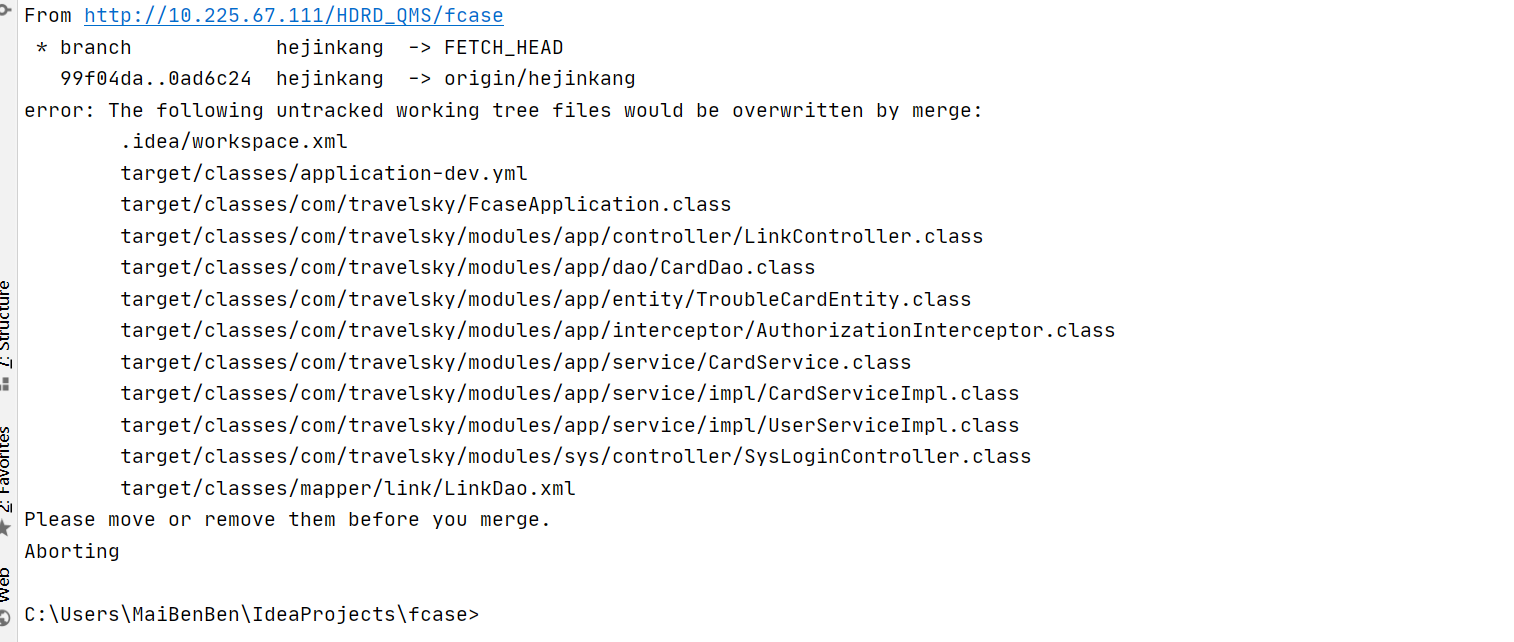 From http://10.225.67.111/HDRD_QMS/fcase
 * branch            hejinkang  -> FETCH_HEAD
   99f04da..0ad6c24  hejinkang  -> origin/hejinkang
error: The following untracked working tree files would be overwritten by merge:
        .idea/workspace.xml
        target/classes/application-dev.yml
        target/classes/com/travelsky/FcaseApplication.class
        target/classes/com/travelsky/modules/app/controller/LinkController.class
        target/classes/com/travelsky/modules/app/dao/CardDao.class
        target/classes/com/travelsky/modules/app/entity/TroubleCardEntity.class
        target/classes/com/travelsky/modules/app/interceptor/AuthorizationInterceptor.class
        target/classes/com/travelsky/modules/app/service/CardService.class
        target/classes/com/travelsky/modules/app/service/impl/CardServiceImpl.class
        target/classes/com/travelsky/modules/app/service/impl/UserServiceImpl.class
        target/classes/com/travelsky/modules/sys/controller/SysLoginController.class
        target/classes/mapper/link/LinkDao.xml
Please move or remove them before you merge.
Aborting
C:\Users\MaiBenBen\IdeaProjects\fcase>
7: Structure
2: Favorites
Web